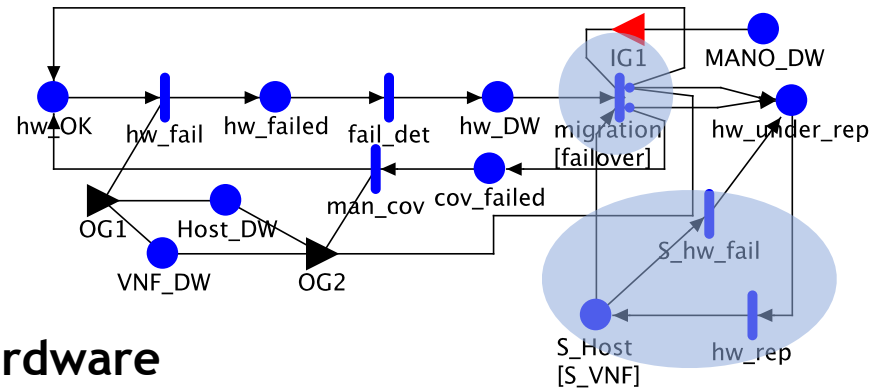 IG1
MANO_DW
hw_OK
hw_fail
hw_failed
fail_det
hw_DW
migration
[failover]
hw_under_rep
man_cov
cov_failed
OG1
Host_DW
VNF_DW
OG2
S_hw_fail
S_Host
[S_VNF]
hw_rep
rdware